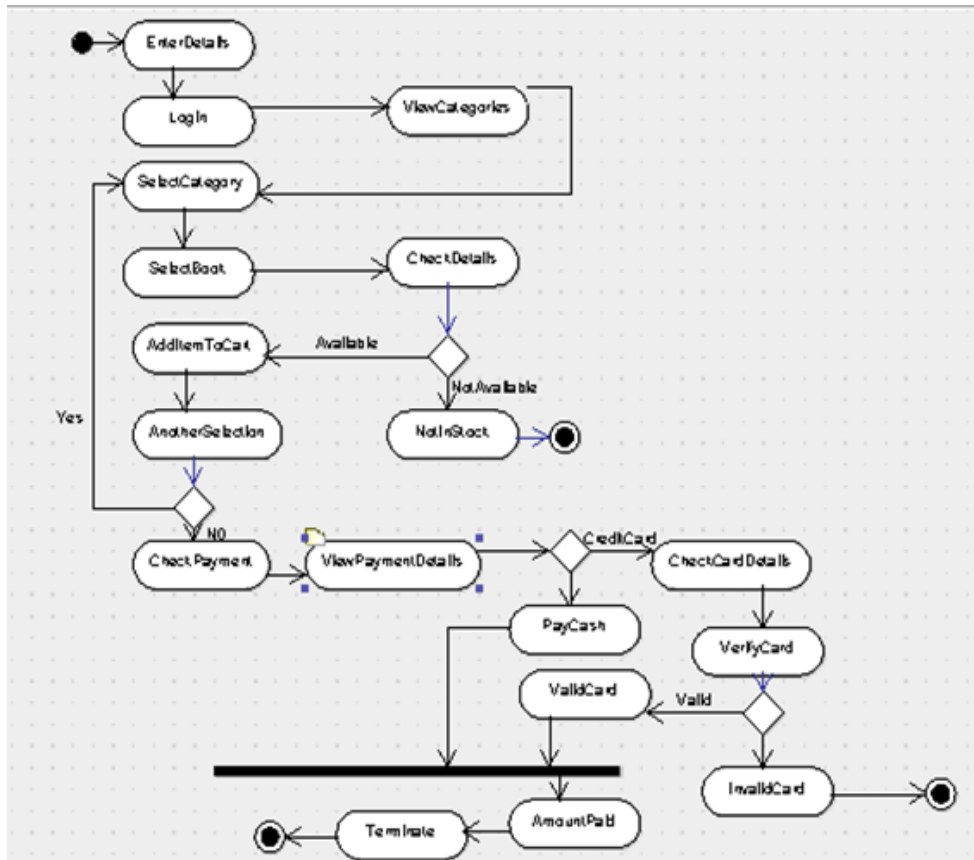 EnterDetails
LogIn
ViewCategories
SelectCategory
SelectBook
CheckDetails
AddItemToCart
Available
NotAvailable
Yes
AnotherSelection
NotInStock
NO
CheckPayment
ViewPaymentDetails
CreditCard
CheckCardDetails
PayCash
VerifyCard
ValidCard
Valid
InvalidCard
AmountPaid
Terminate